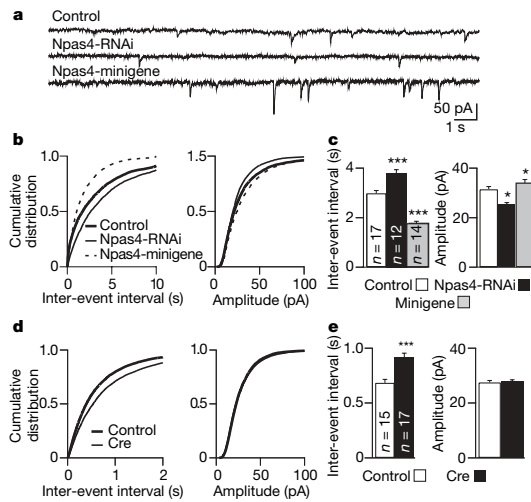 a
Control
Npas4-RNAi
Npas4-minigene
50 pA
1 s
b
Cumulative
distribution
1.0
0.5
0
0 5 10
Inter-event interval (s)
Control
Npas4-RNAi
Npas4-minigene
1.5
0.5
0
0 50 100
Amplitude (pA)
c
Inter-event interval (s)
4
2
0
***
***
n = 17
n = 12
n = 14
Amplitude (pA)
40
20
0
*
*
Control
Npas4-RNAi
Minigene
d
Cumulative
distribution
1.0
0.5
0
0 1 2
Inter-event interval (s)
Control
Cre
1.0
0.5
0
0 50 100
Amplitude (pA)
e
Inter-event interval (s)
1.0
0.5
0
***
n = 15
n = 17
Amplitude (pA)
40
20
0
Control
Cre